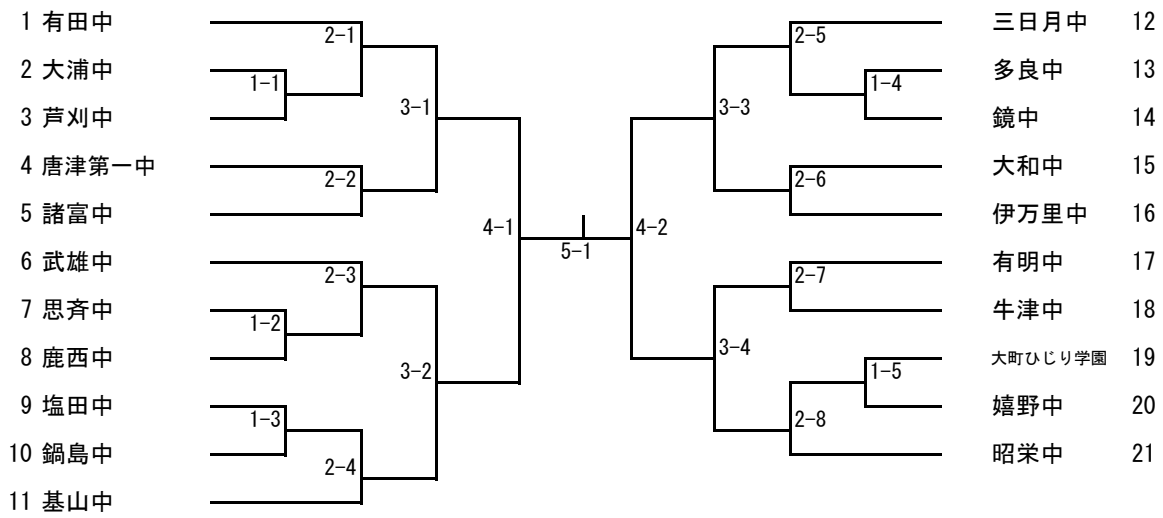 1 有田中
2 大浦中
3 芦刈中
4 唐津第一中
5 諸富中
6 武雄中
7 思斉中
8 鹿西中
9 塩田中
10 鍋島中
11 基山中
1-1
1-2
1-3
2-1
2-2
2-3
2-4
3-1
3-2
4-1
5-1
4-2
3-3
3-4
2-5
2-6
2-7
2-8
1-4
1-5
三日月中 12
多良中 13
鏡中 14
大和中 15
伊万里中 16
有明中 17
牛津中 18
大町ひじり学園 19
嬉野中 20
昭栄中 21